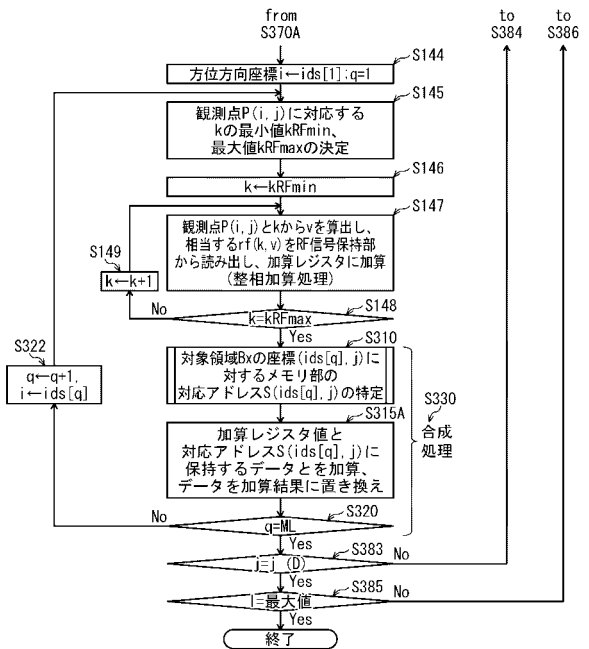 from
S370A
to
S384
to
S386
S144
方位方向座標i←ids[1];q=1
S145
観測点P(i,j)に対応する
kの最小値kRFmin、
最大値kRFmaxの決定
S146
k←kRFmin
S147
観測点P(i,j)とkからvを算出し、
相当するrf(k,v)をRF信号保持部
から読み出し、加算レジスタに加算
(整相加算処理)
S149
k←k+1
S148
No
k=kRFmax
Yes
S310
対象領域Bxの座標(ids[q],j)に
対するメモリ部の
対応アドレスS(ids[q],j)の特定
S322
q←q+1,
i←ids[q]
S330
合成
処理
S315A
加算レジスタ値と
対応アドレスS(ids[q],j)に
保持するデータとを加算、
データを加算結果に置き換え
S320
No
q=ML
Yes
S383
j=j (D)
No
Yes
S385
l=最大値
No
Yes
終了